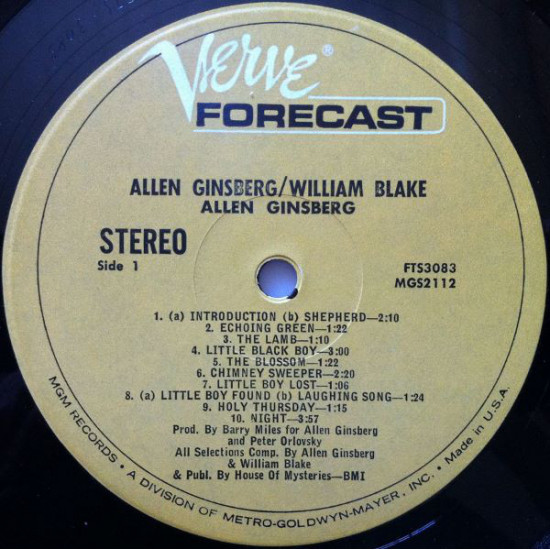 Verve ®
FORECAST
ALLEN GINSBERG/WILLIAM BLAKE
ALLEN GINSBERG
STEREO
Side 1
FTS3083
MGS2112
1. (a) INTRODUCTION (b) SHEPHERD—2:10
2. ECHOING GREEN—1:22
3. THE LAMB—1:10
4. LITTLE BLACK BOY—3:00
5. THE BLOSSOM—1:22
6. CHIMNEY SWEEPER—2:20
7. LITTLE BOY LOST—1:06
8. (a) LITTLE BOY FOUND (b) LAUGHING SONG—1:24
9. HOLY THURSDAY—1:15
10. NIGHT—3:57
Prod. By Barry Miles for Allen Ginsberg
and Peter Orlovsky
All Selections Comp. By Allen Ginsberg
& William Blake
& Publ. By House Of Mysteries—BMI
MGM RECORDS • A DIVISION OF METRO-GOLDWYN-MAYER, INC. • Made in U.S.A.